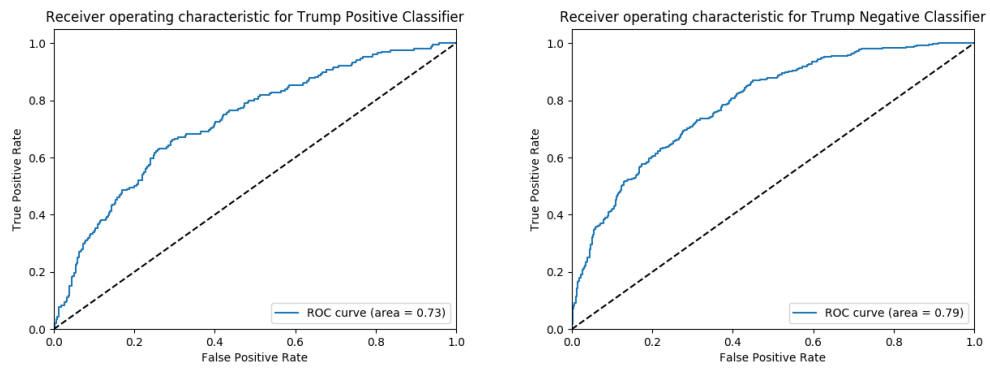 Receiver operating characteristic for Trump Positive Classifier
1.0
0.8
0.6
0.4
0.2
0.0
True Positive Rate
ROC curve (area = 0.73)
0.0 0.2 0.4 0.6 0.8 1.0
False Positive Rate
Receiver operating characteristic for Trump Negative Classifier
1.0
0.8
0.6
0.4
0.2
0.0
True Positive Rate
ROC curve (area = 0.79)
0.0 0.2 0.4 0.6 0.8 1.0
False Positive Rate